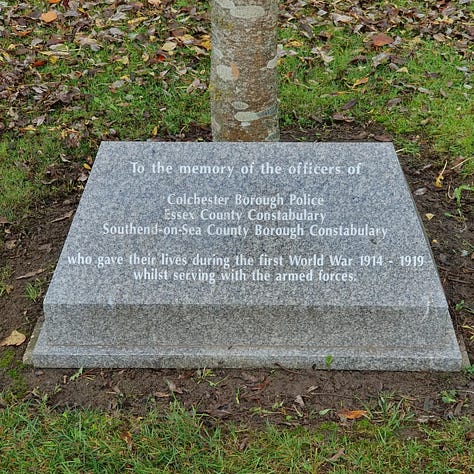 To the memory of the officers of
Colchester Borough Police
Essex County Constabulary
Southend-on-Sea County Borough Constabulary
who gave their lives during the first World War 1914 - 1919
whilst serving with the armed forces.